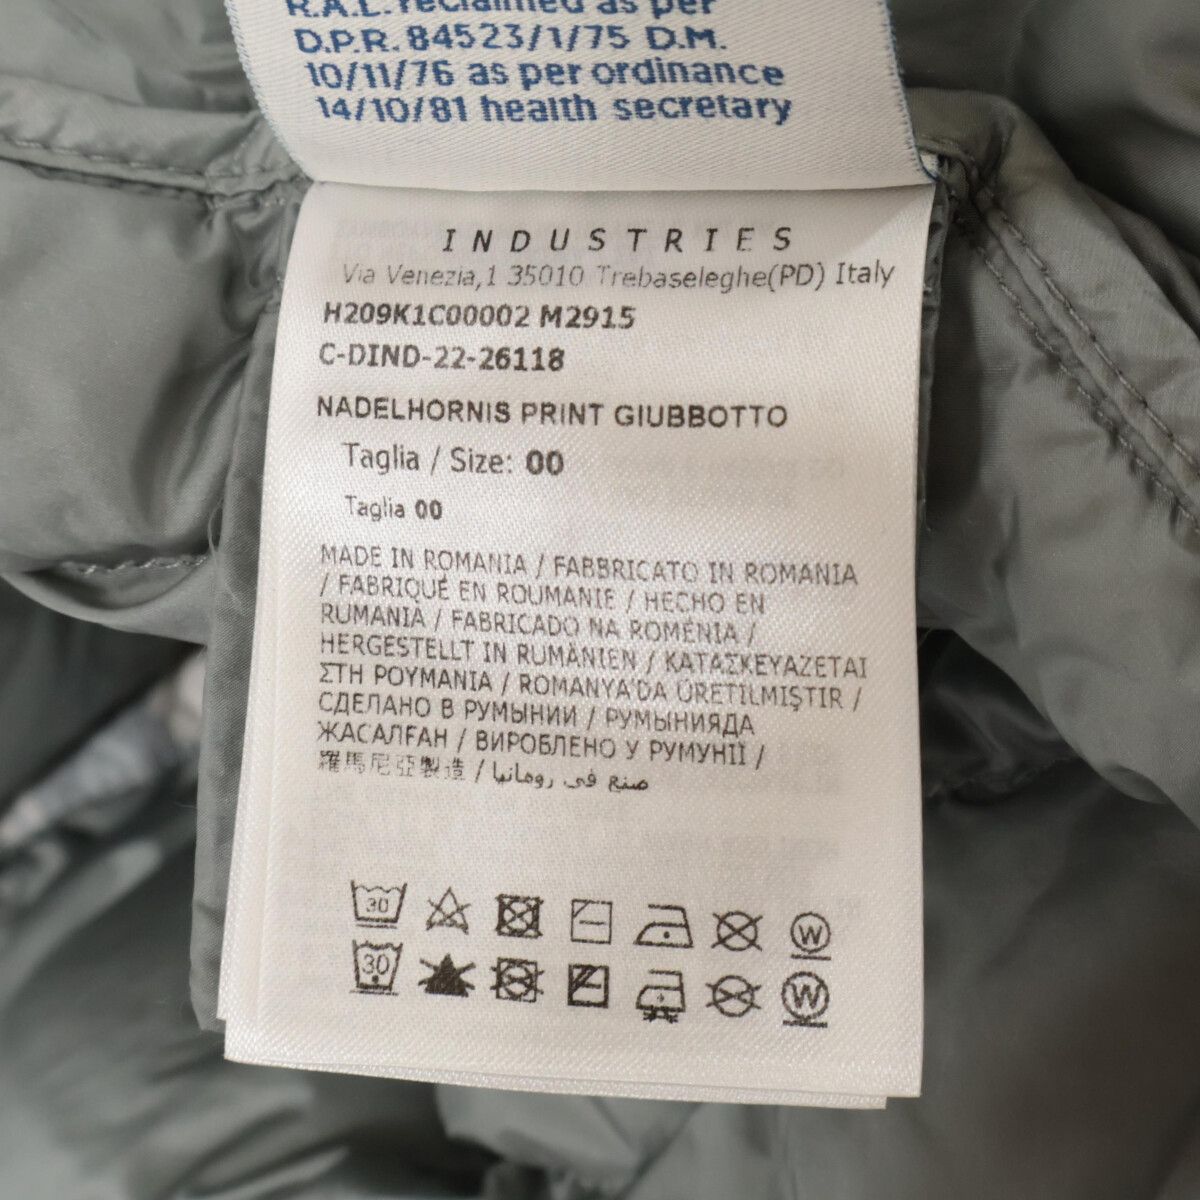 R.A.L. reclaimed as per
D.P.R. 84523/1/75 D.M.
10/11/76 as per ordinance
14/10/81 health secretary
INDUSTRIES
Via Venezia,1 35010 Trebaseleghe(PD) Italy
H209K1C00002 M2915
C-DIND-22-26118
NADELHORNIS PRINT GIUBBOTTO
Taglia / Size: 00
Taglia 00
MADE IN ROMANIA / FABBRICATO IN ROMANIA
/ FABRIQUÉ EN ROUMANIE / HECHO EN
RUMANIA / FABRICADO NA ROMÉNIA /
HERGESTELLT IN RUMÄNIEN / ΚΑΤΑΣΚΕΥΑΖΕΤΑΙ
ΣΤΗ ΡΟΥΜΑΝΙΑ / ROMANYA'DA ÜRETILMIŞTIR /
СДЕЛАНО В РУМЫНИИ / РУМЫНИЯДА
ЖАСАЛҒАН / ВИРОБЛЕНО У РУМУНІЇ /
羅馬尼亞製造 / صنع في رومانيا
30 W
30 W